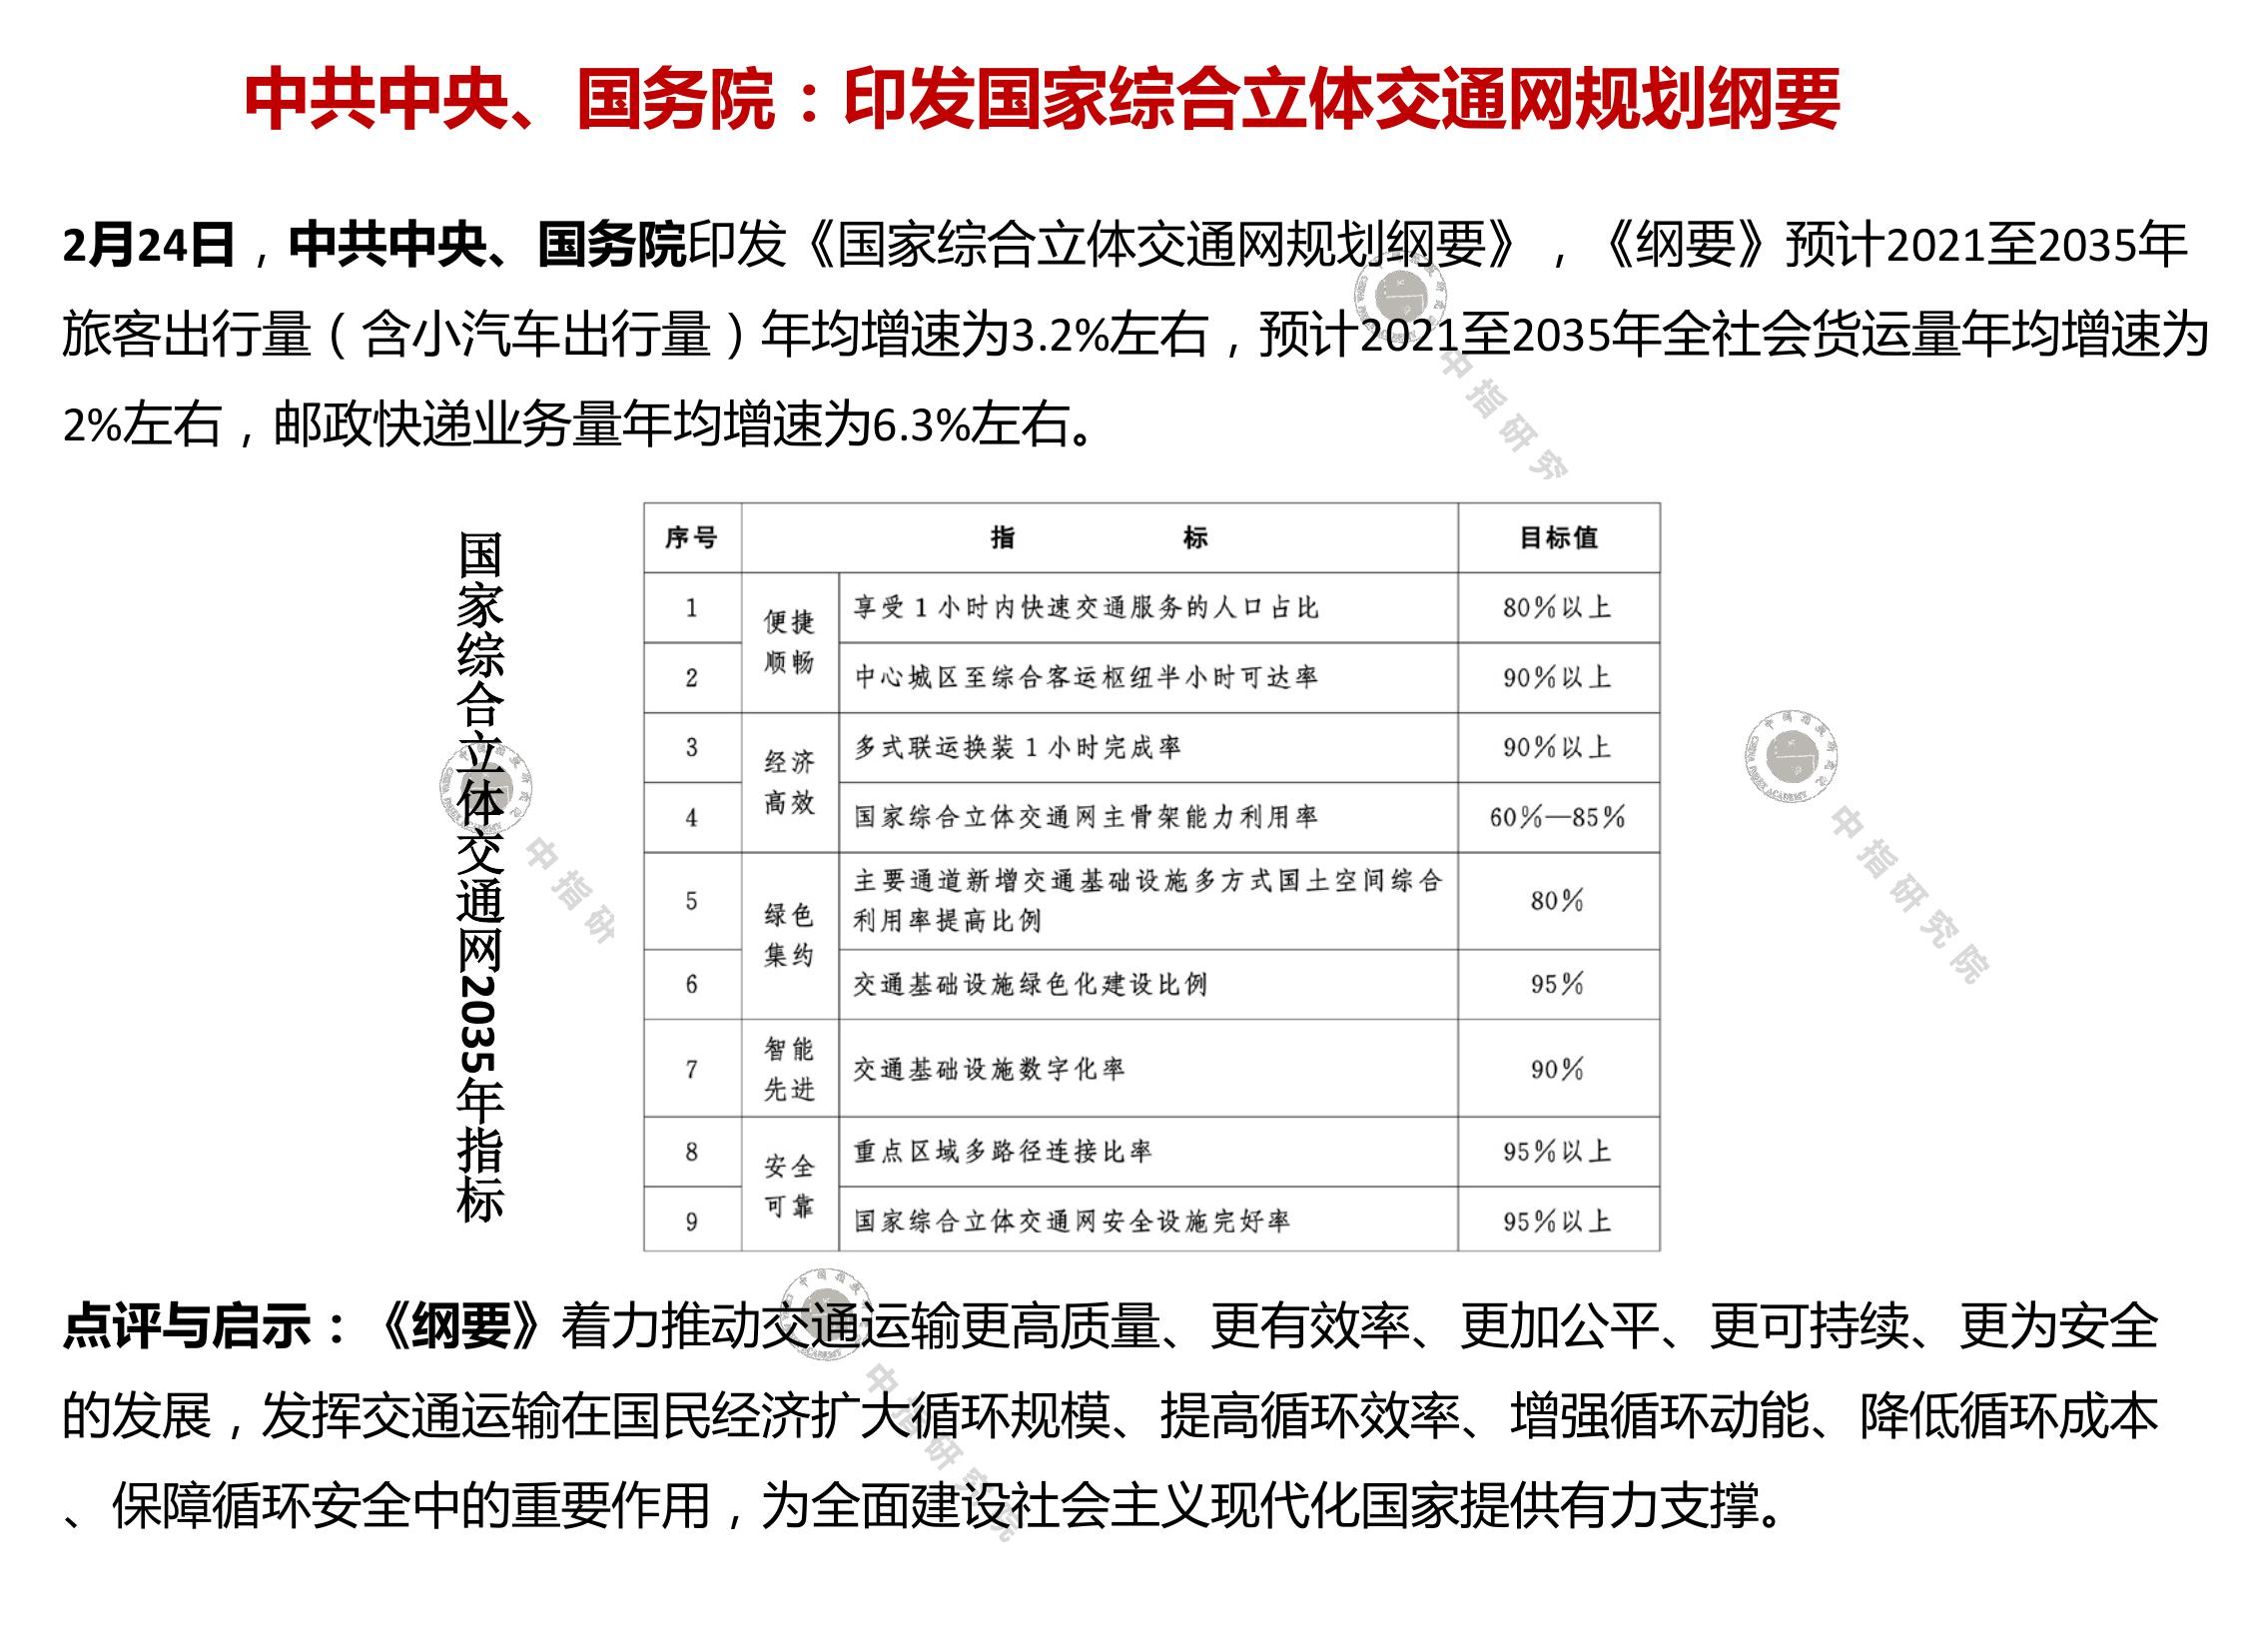 中共中央、国务院：印发国家综合立体交通网规划纲要
2月24日，中共中央、国务院印发《国家综合立体交通网规划纲要》，《纲要》预计2021至2035年
旅客出行量（含小汽车出行量）年均增速为3.2%左右，预计2021至2035年全社会货运量年均增速为
2%左右，邮政快递业务量年均增速为6.3%左右。
国家综合立体交通网2035年指标
序号 指标 目标值
1 便捷顺畅 享受1小时内快速交通服务的人口占比 80%以上
2 中心城区至综合客运枢纽半小时可达率 90%以上
3 经济高效 多式联运换装1小时完成率 90%以上
4 国家综合立体交通网主骨架能力利用率 60%—85%
5 绿色集约 主要通道新增交通基础设施多方式国土空间综合
利用率提高比例 80%
6 交通基础设施绿色化建设比例 95%
7 智能先进 交通基础设施数字化率 90%
8 安全可靠 重点区域多路径连接比率 95%以上
9 国家综合立体交通网安全设施完好率 95%以上
点评与启示：《纲要》着力推动交通运输更高质量、更有效率、更加公平、更可持续、更为安全
的发展，发挥交通运输在国民经济扩大循环规模、提高循环效率、增强循环动能、降低循环成本
、保障循环安全中的重要作用，为全面建设社会主义现代化国家提供有力支撑。
中指研究
中指研
中指研究院
中指研究院